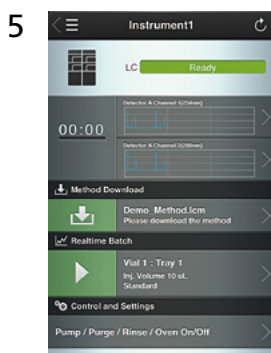 5
Instrument1
LC
Ready
Detector A Channel 1(254nm)
00:00
Detector A Channel 2(280nm)
Method Download
Demo_Method.lcm
Please download the method
Realtime Batch
Vial 1 : Tray 1
Inj. Volume 10 uL
Standard
Control and Settings
Pump / Purge / Rinse / Oven On/Off